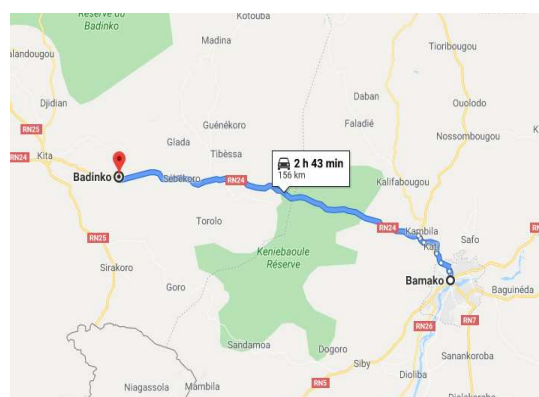 Réserve du
Badinko
Kotouba
Madina
Tioribougou
Djidian
Daban
Ouolodo
RN25
Guénékoro
Faladié
Nossombougou
Glada
Tibèssa
2 h 43 min
156 km
RN24
Kita
Badinko
Sébékoro
RN24
Kalifabougou
Torolo
RN24
Kambila
Safo
Kati
RN25
Keniebaoule
Réserve
Sirakoro
Bamako
Goro
Baguinéda
RN7
RN26
Sandamoa
Dogoro
Siby
Sanankoroba
Dioliba
RN5
Niagassola
Mambila